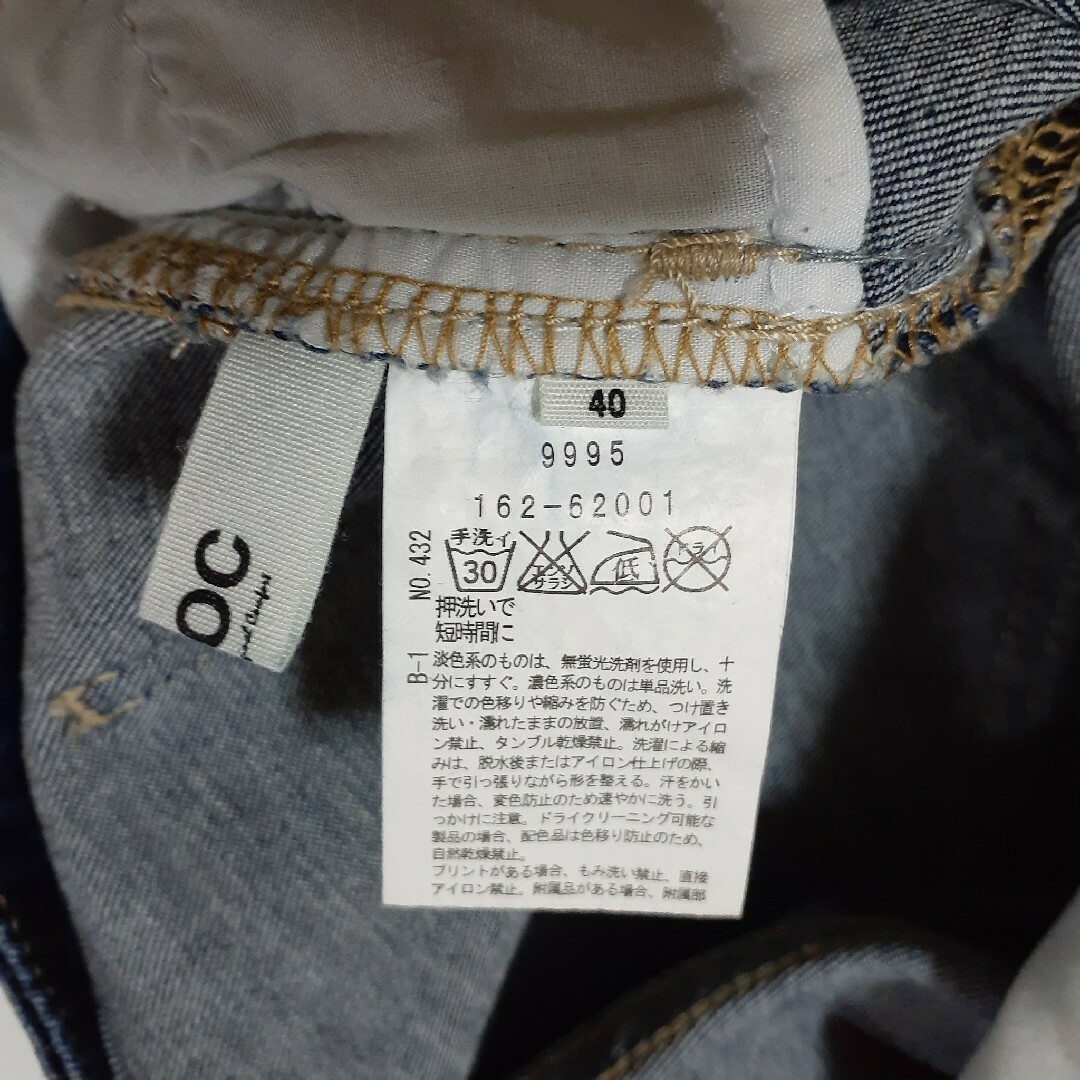 40
9995
162-62001
NO. 432
手洗イ
30
エンソ
サラシ
低
ドライ
押洗いで
短時間に
B-1
淡色系のものは、無蛍光洗剤を使用し、十
分にすすぐ。濃色系のものは単品洗い。洗
濯での色移りや縮みを防ぐため、つけ置き
洗い・濡れたままの放置、濡れがけアイロ
ン禁止、タンブル乾燥禁止。洗濯による縮
みは、脱水後またはアイロン仕上げの際、
手で引っ張りながら形を整える。汗をかい
た場合、変色防止のため速やかに洗う。引
っかけに注意。ドライクリーニング可能な
製品の場合、配色品は色移り防止のため、
自然乾燥禁止。
プリントがある場合、もみ洗い禁止、直接
アイロン禁止。附属品がある場合、附属部
OC